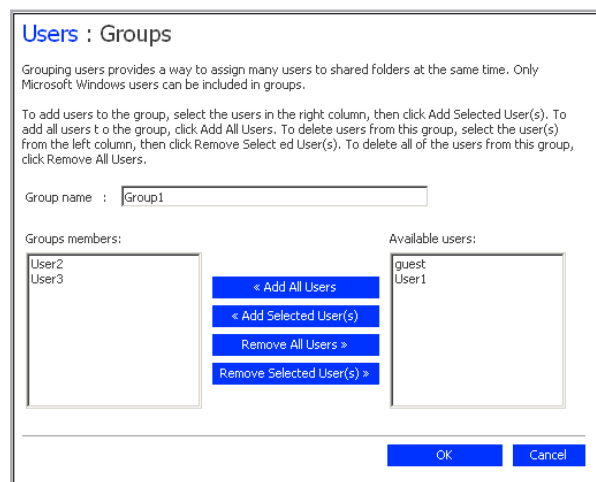 Users : Groups
Grouping users provides a way to assign many users to shared folders at the same time. Only
Microsoft Windows users can be included in groups.
To add users to the group, select the users in the right column, then click Add Selected User(s). To
add all users t o the group, click Add All Users. To delete users from this group, select the user(s)
from the left column, then click Remove Select ed User(s). To delete all of the users from this group,
click Remove All Users.
Group name : Group1
Groups members:
User2
User3
« Add All Users
« Add Selected User(s)
Remove All Users »
Remove Selected User(s) »
Available users:
guest
User1
OK
Cancel